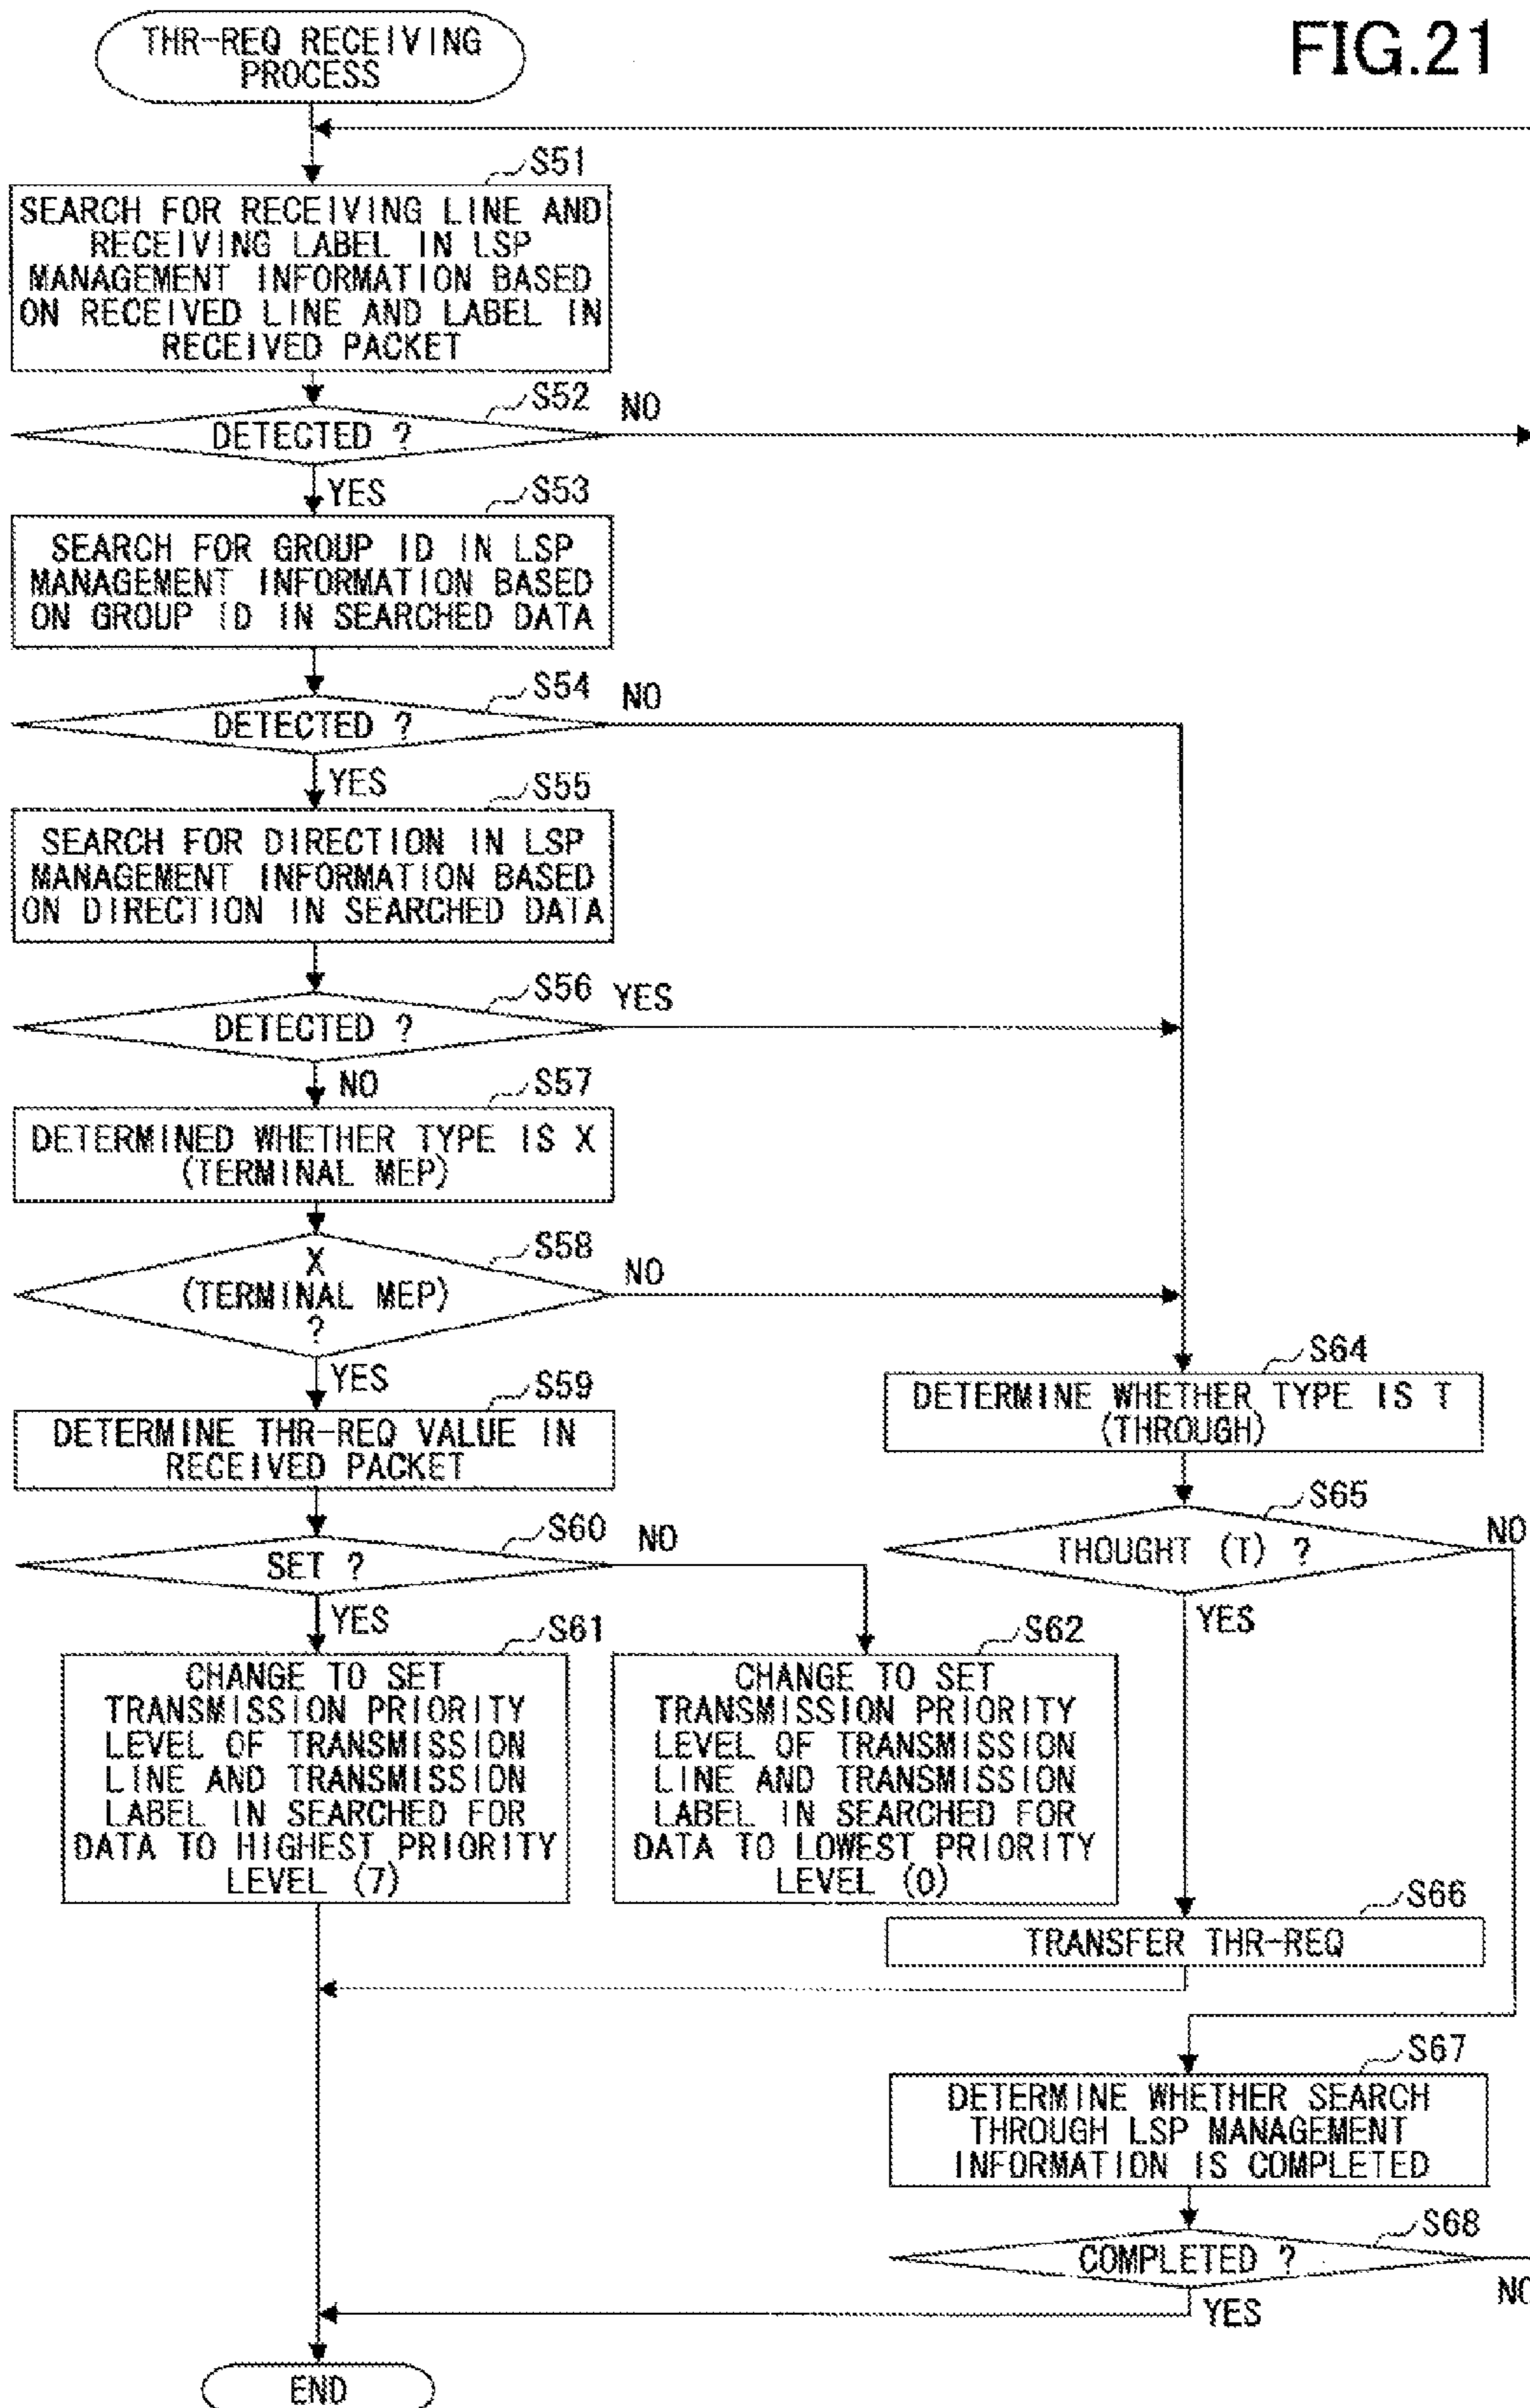 FIG.21
THR-REQ RECEIVING
PROCESS
S51
SEARCH FOR RECEIVING LINE AND
RECEIVING LABEL IN LSP
MANAGEMENT INFORMATION BASED
ON RECEIVED LINE AND LABEL IN
RECEIVED PACKET
S52
DETECTED ?
NO
YES
S53
SEARCH FOR GROUP ID IN LSP
MANAGEMENT INFORMATION BASED
ON GROUP ID IN SEARCHED DATA
S54
DETECTED ?
NO
YES
S55
SEARCH FOR DIRECTION IN LSP
MANAGEMENT INFORMATION BASED
ON DIRECTION IN SEARCHED DATA
S56
DETECTED ?
YES
NO
S57
DETERMINED WHETHER TYPE IS X
(TERMINAL MEP)
S58
X
(TERMINAL MEP)
?
NO
YES
S59
DETERMINE THR-REQ VALUE IN
RECEIVED PACKET
S60
SET ?
NO
YES
S61
CHANGE TO SET
TRANSMISSION PRIORITY
LEVEL OF TRANSMISSION
LINE AND TRANSMISSION
LABEL IN SEARCHED FOR
DATA TO HIGHEST PRIORITY
LEVEL (7)
S62
CHANGE TO SET
TRANSMISSION PRIORITY
LEVEL OF TRANSMISSION
LINE AND TRANSMISSION
LABEL IN SEARCHED FOR
DATA TO LOWEST PRIORITY
LEVEL (0)
S64
DETERMINE WHETHER TYPE IS T
(THROUGH)
S65
THOUGHT (T) ?
NO
YES
S66
TRANSFER THR-REQ
S67
DETERMINE WHETHER SEARCH
THROUGH LSP MANAGEMENT
INFORMATION IS COMPLETED
S68
COMPLETED ?
NO
YES
END